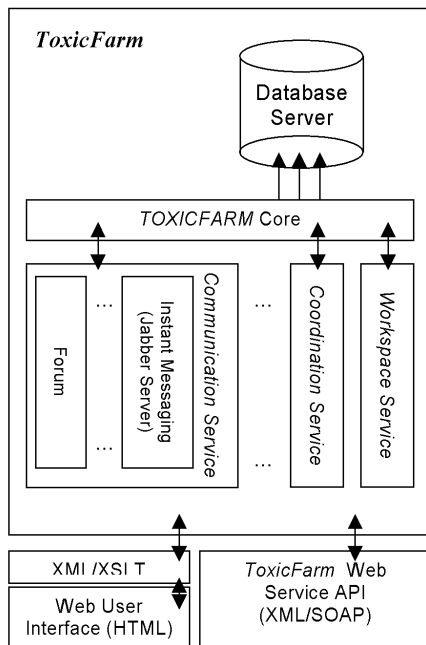 ToxicFarm
Database
Server
TOXICFARM Core
Forum
...
...
Instant Messaging
(Jabber Server)
Communication Service
...
...
Coordination Service
Workspace Service
XML/XSLT
Web User
Interface (HTML)
ToxicFarm Web
Service API
(XML/SOAP)